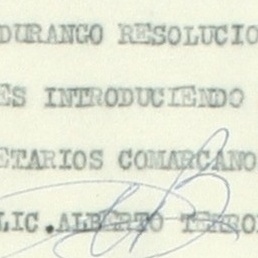 DURANGO RESOLUCIO
ES INTRODUCIENDO
ETARIOS COMARCANO
LIC.ALBERTO TERRO